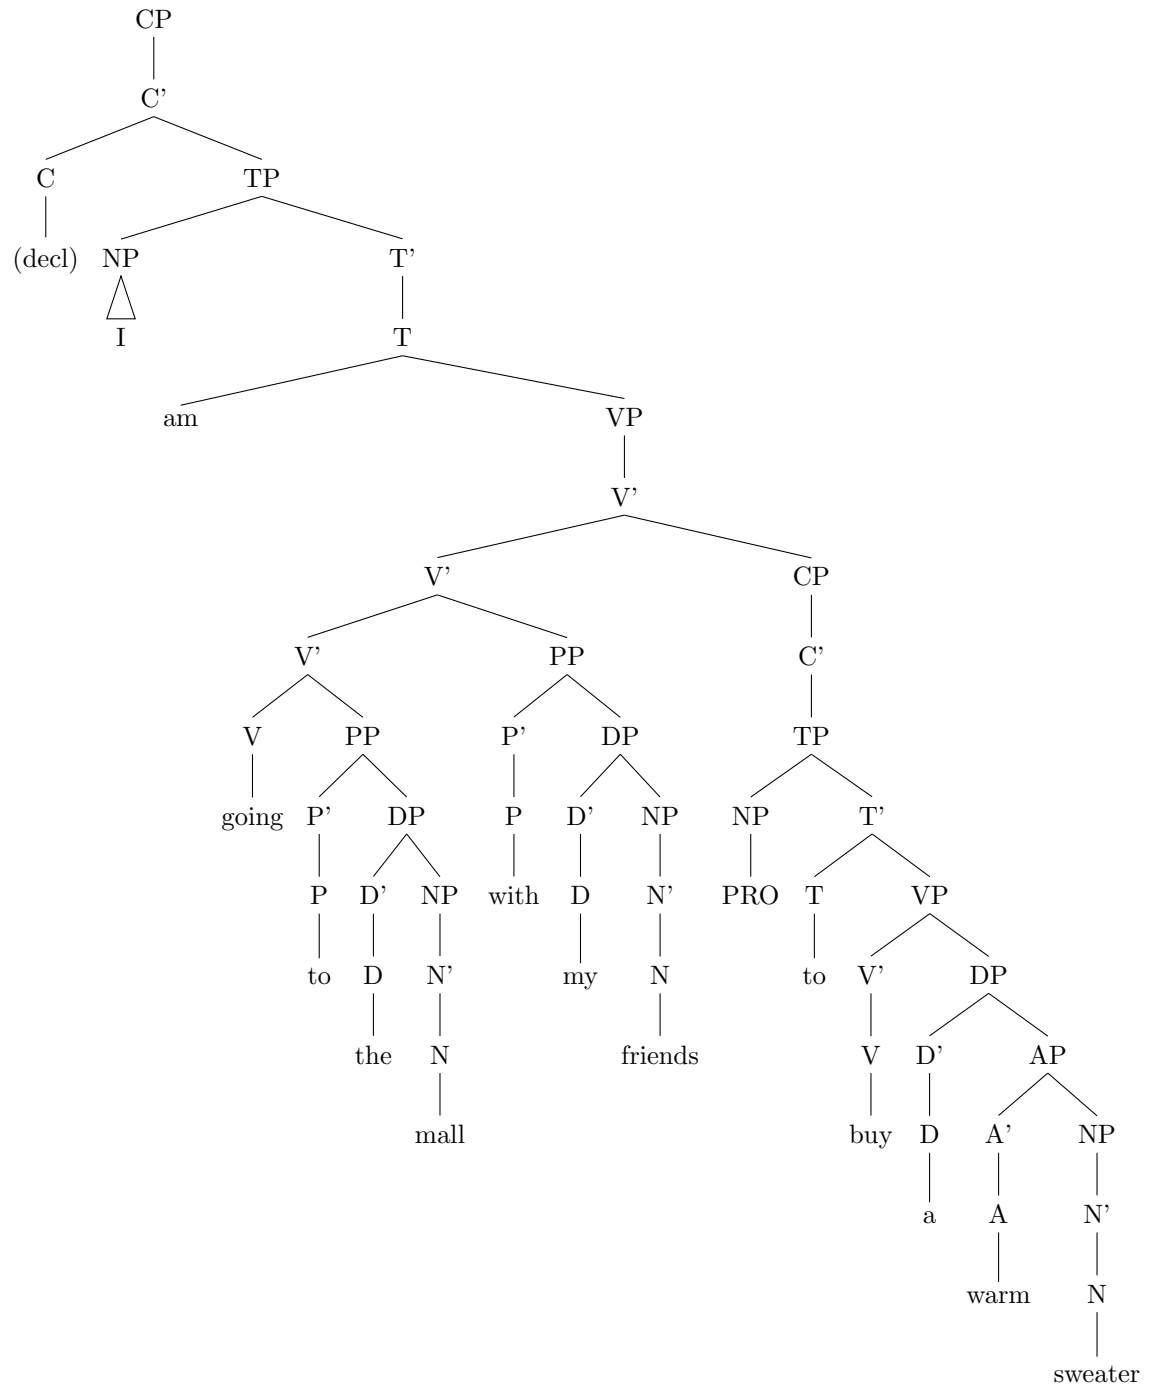 CP
C'
C TP
(decl) NP T'
I T
am VP
V'
V' CP
V' PP C'
V PP P' DP TP
going P' DP P D' NP NP T'
P D' NP with D N' PRO T VP
to D N' my N to V' DP
the N friends V D' AP
mall buy D A' NP
a A N'
warm N
sweater